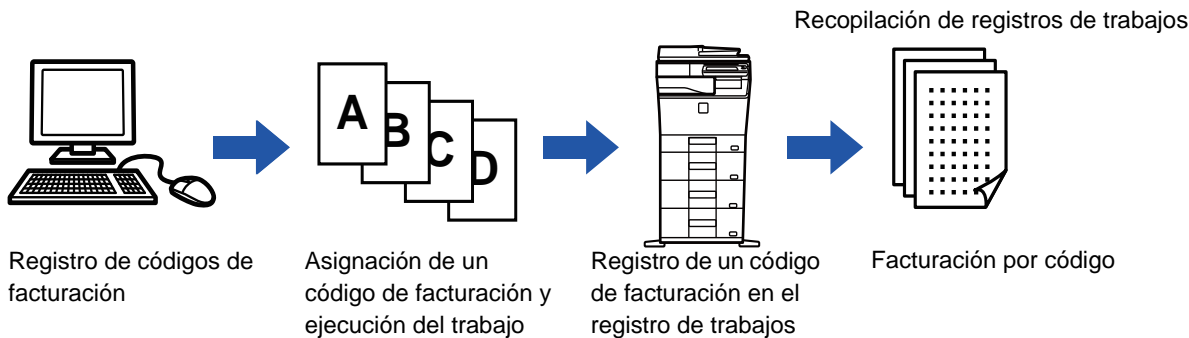 Recopilación de registros de trabajos
A
B
C
D
Registro de códigos de
facturación
Asignación de un
código de facturación y
ejecución del trabajo
Registro de un código
de facturación en el
registro de trabajos
Facturación por código